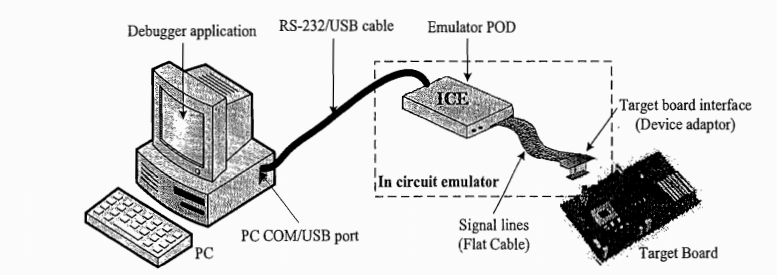 Debugger application
RS-232/USB cable
Emulator POD
ICE
Target board interface
(Device adaptor)
In circuit emulator
Signal lines
(Flat Cable)
PC COM/USB port
PC
Target Board